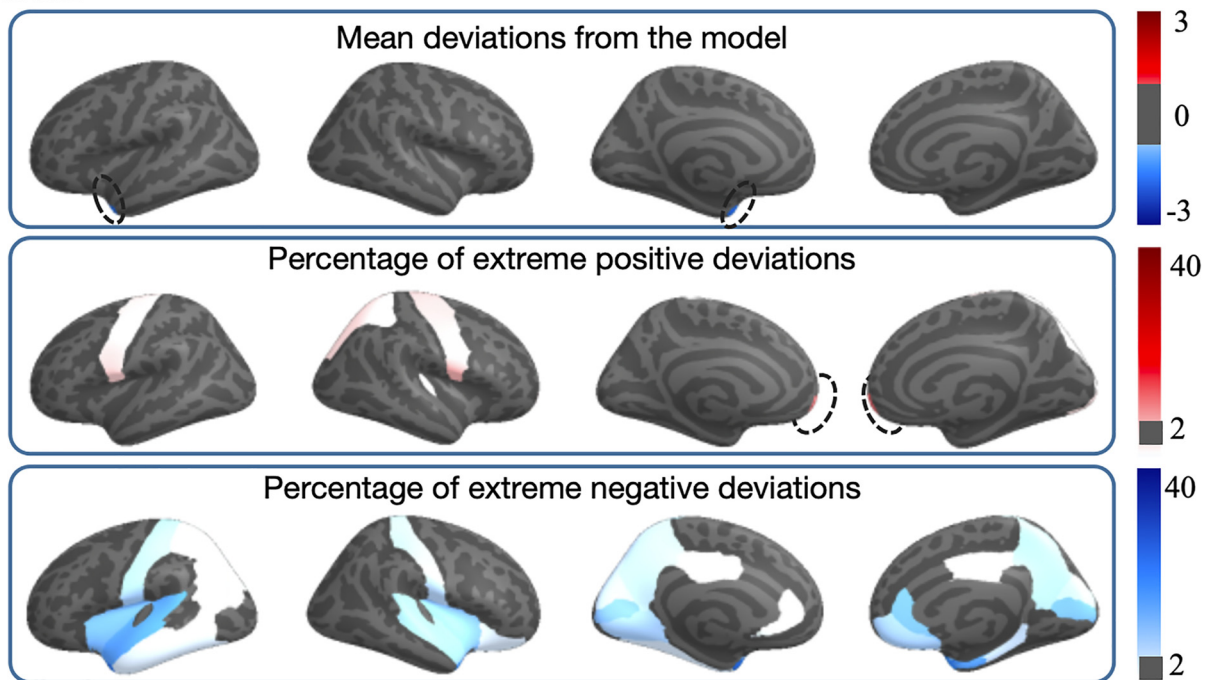 Mean deviations from the model
3
0
-3
Percentage of extreme positive deviations
40
2
Percentage of extreme negative deviations
40
2